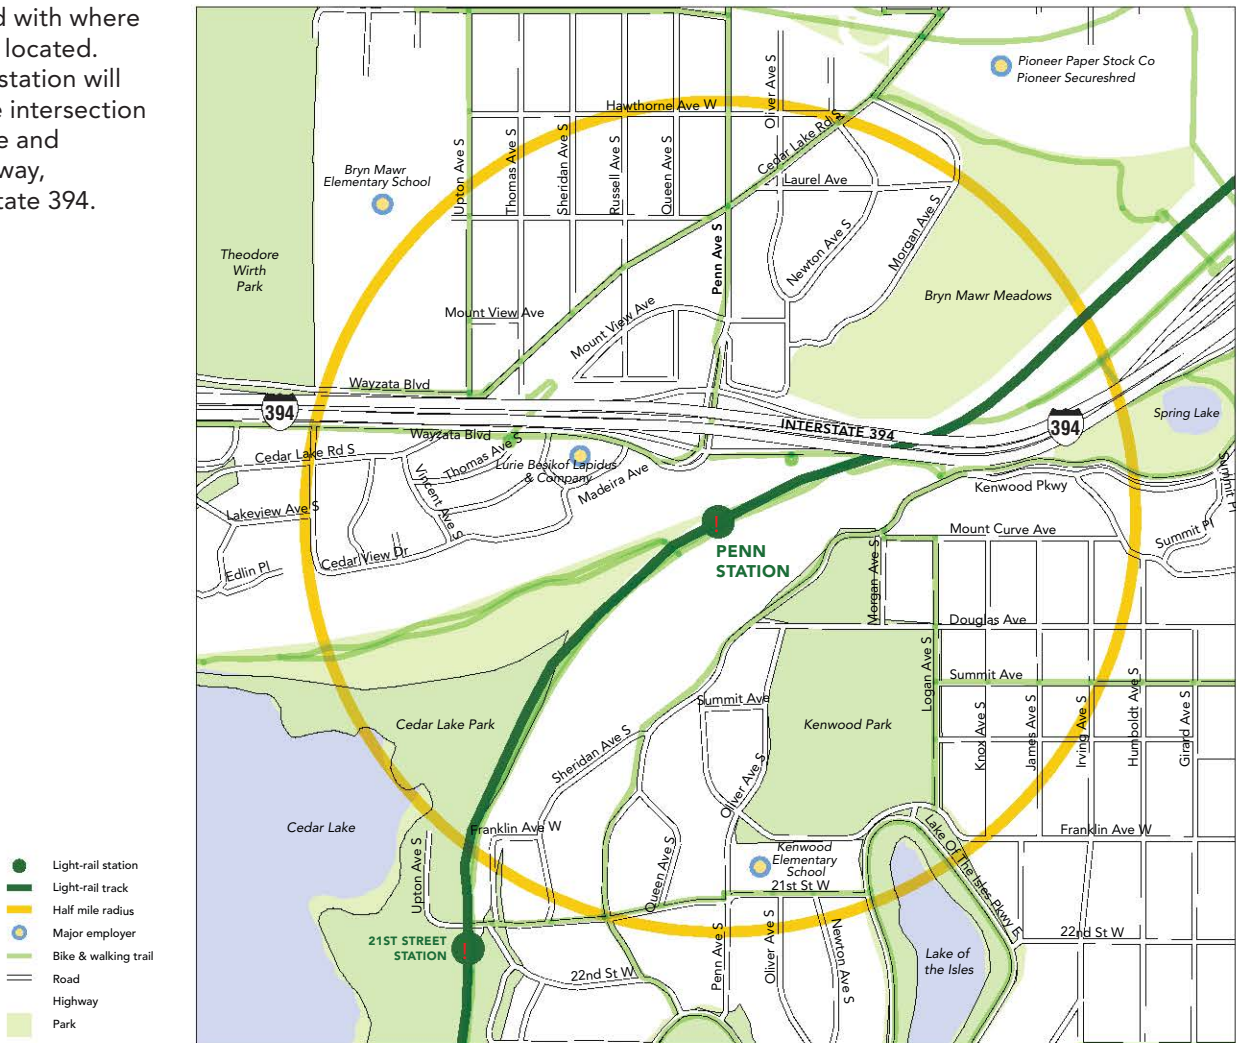 d with where
located.
station will
e intersection
e and
way,
tate 394.
Pioneer Paper Stock Co
Pioneer Secureshred
Hawthorne Ave W
Oliver Ave S
Cedar Lake Rd S
Bryn Mawr
Elementary School
Upton Ave S
Thomas Ave S
Sheridan Ave S
Russell Ave S
Queen Ave S
Laurel Ave
Penn Ave S
Newton Ave S
Morgan Ave S
Theodore
Wirth
Park
Bryn Mawr Meadows
Mount View Ave
Mount View Ave
Wayzata Blvd
394
INTERSTATE 394
394
Spring Lake
Wayzata Blvd
Cedar Lake Rd S
Thomas Ave S
Lurie Besikof Lapidus
& Company
Madeira Ave
Vincent Ave S
Kenwood Pkwy
Summit Pl
Lakeview Ave S
Mount Curve Ave
Summit Pl
PENN
STATION
Cedar View Dr
Edlin Pl
Morgan Ave S
Douglas Ave
Logan Ave S
Summit Ave
Summit Ave
Cedar Lake Park
Kenwood Park
Sheridan Ave S
Knox Ave S
James Ave S
Irving Ave S
Humboldt Ave S
Girard Ave S
Oliver Ave S
Cedar Lake
Franklin Ave W
Lake Of The Isles Pkwy E
Franklin Ave W
Upton Ave S
Queen Ave S
Kenwood
Elementary
School
21st St W
21ST STREET
STATION
22nd St W
Penn Ave S
Oliver Ave S
Newton Ave S
Lake of
the Isles
22nd St W
Light-rail station
Light-rail track
Half mile radius
Major employer
Bike & walking trail
Road
Highway
Park